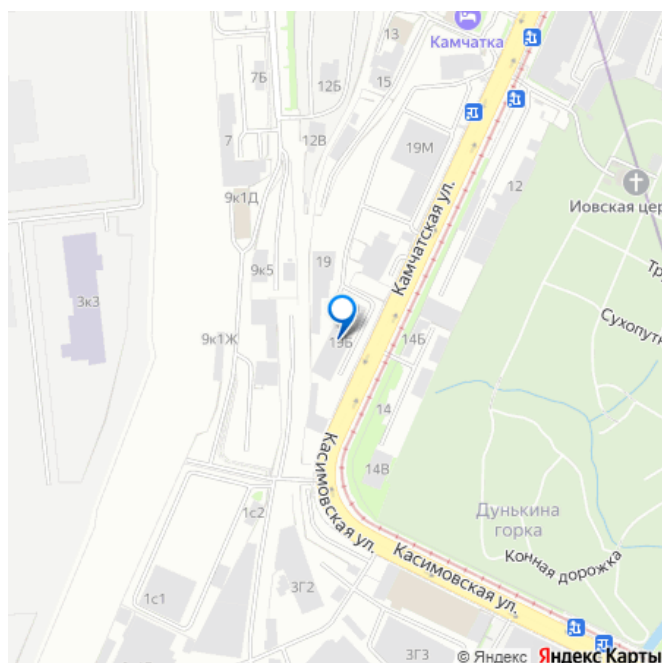 Камчатка
13
7Б
12Б
15
7
12В
19М
9к1Д
12
Иовская цер
Камчатская ул.
19
9к5
Тр
3к3
Сухопутн
9к1Ж
19Б
14Б
14
Касимовская ул.
14В
Дунькина
горка
1с2
Касимовская ул.
Конная дорожка
3Г2
1с1
3Г3
© Яндекс Яндекс Карты